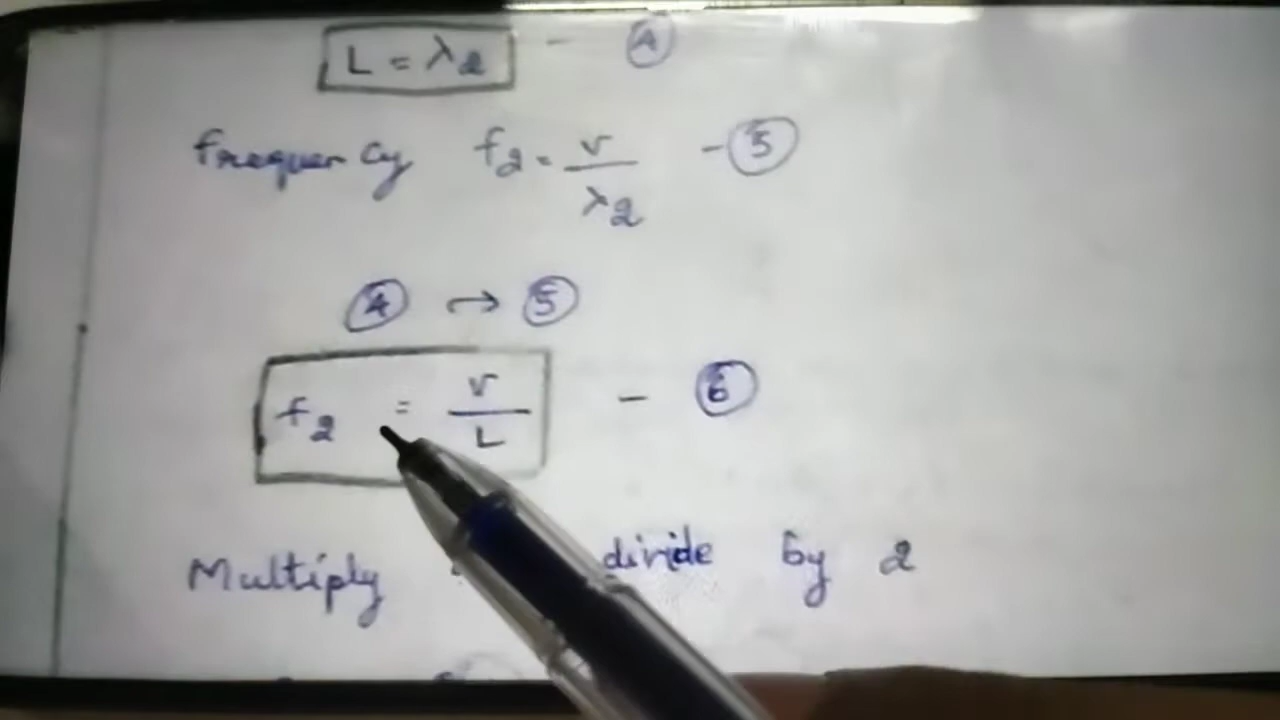 L = λ2 - 4
frequency f2 = v/λ2 - 5
4 → 5
f2 = v/L - 6
Multiply divide by 2